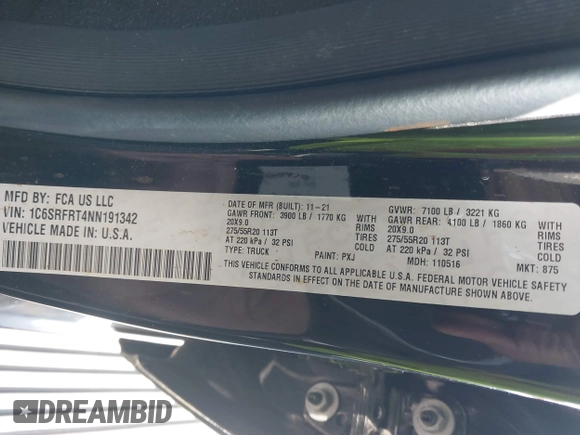 MFD BY: FCA US LLC
VIN: 1C6SRFRT4NN191342
VEHICLE MADE IN: U.S.A.
DATE OF MFR (BUILT): 11-21
GAWR FRONT: 3900 LB / 1770 KG
20X9.0 RIMS
275/55R20 113T TIRES
AT 220 kPa / 32 PSI COLD
TYPE: TRUCK PAINT: PXJ
GVWR: 7100 LB / 3221 KG
GAWR REAR: 4100 LB / 1860 KG
20X9.0 RIMS
275/55R20 113T TIRES
AT 220 kPa / 32 PSI COLD
MDH: 110516 MKT: 875
THIS VEHICLE CONFORMS TO ALL APPLICABLE U.S.A. FEDERAL MOTOR VEHICLE SAFETY
STANDARDS IN EFFECT ON THE DATE OF MANUFACTURE SHOWN ABOVE.
DREAMBID